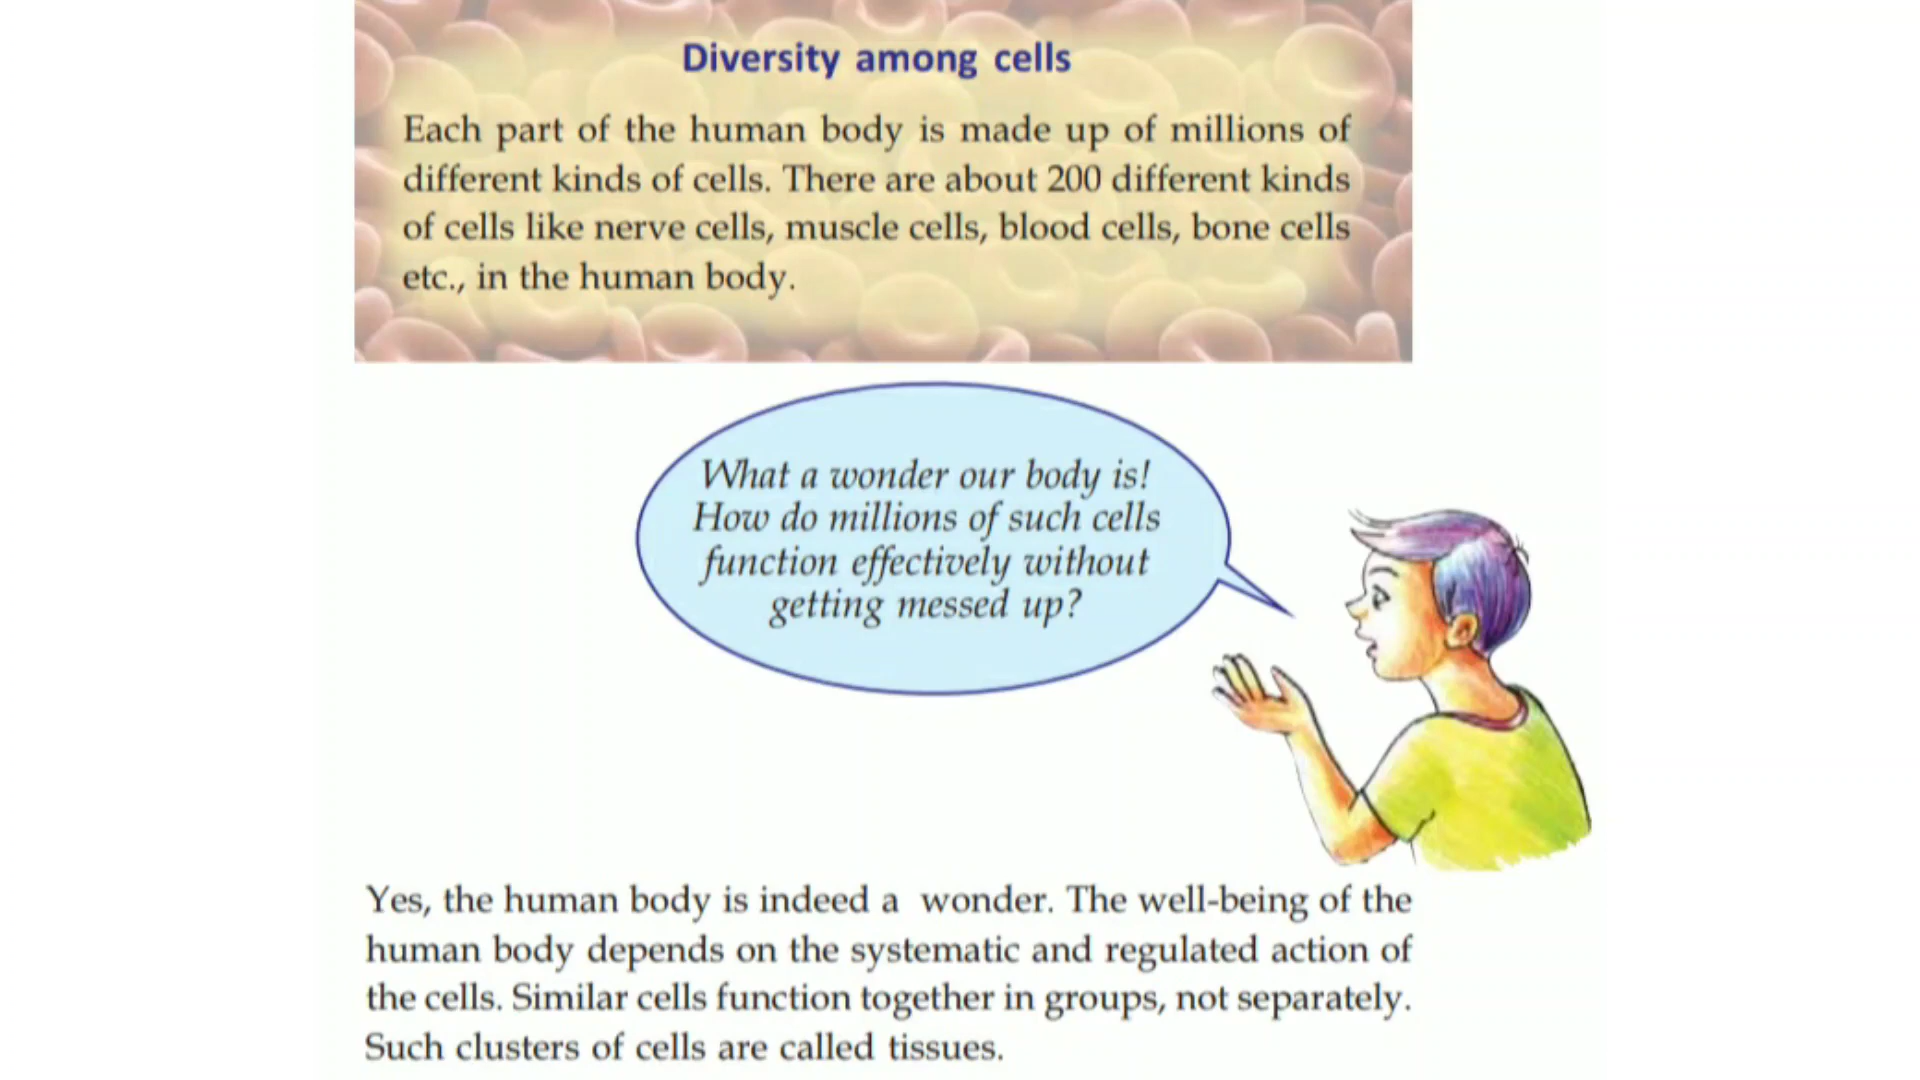 Diversity among cells
Each part of the human body is made up of millions of
different kinds of cells. There are about 200 different kinds
of cells like nerve cells, muscle cells, blood cells, bone cells
etc., in the human body.
What a wonder our body is!
How do millions of such cells
function effectively without
getting messed up?
Yes, the human body is indeed a wonder. The well-being of the
human body depends on the systematic and regulated action of
the cells. Similar cells function together in groups, not separately.
Such clusters of cells are called tissues.